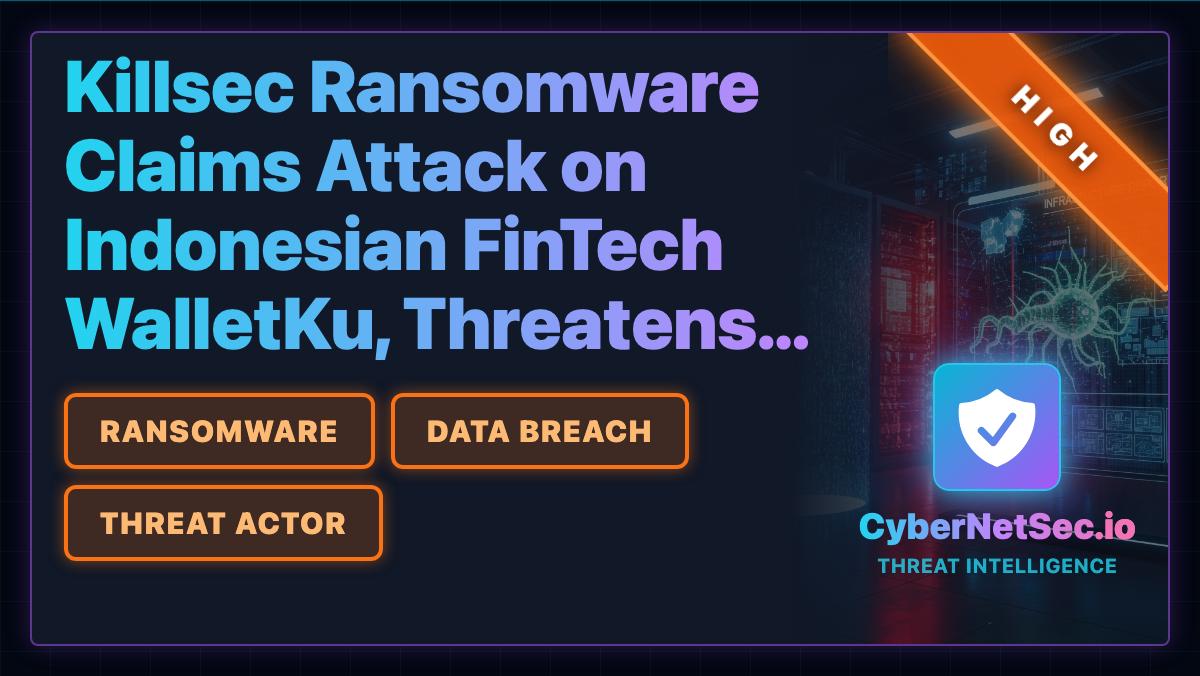 Killsec Ransomware
Claims Attack on
Indonesian FinTech
WalletKu, Threatens...
HIGH
RANSOMWARE
DATA BREACH
THREAT ACTOR
CyberNetSec.io
THREAT INTELLIGENCE